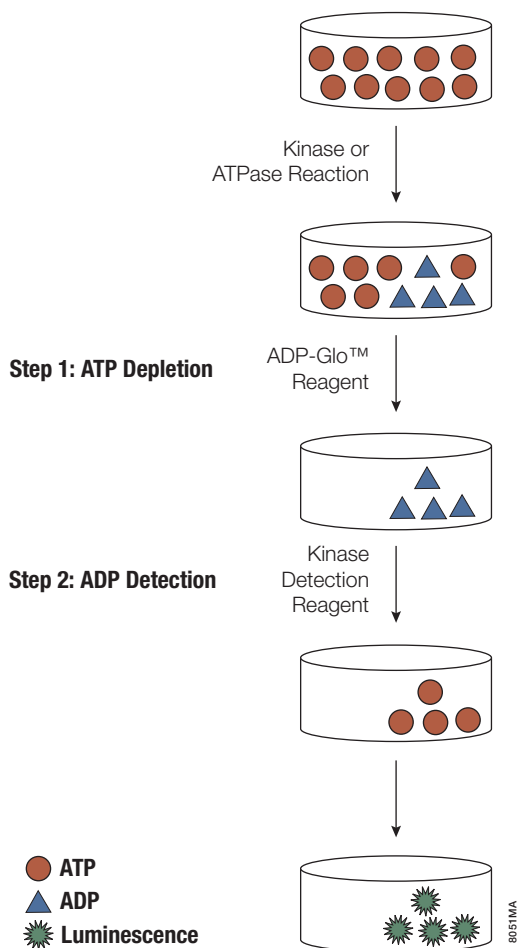 Kinase or
ATPase Reaction
Step 1: ATP Depletion
ADP-Glo™
Reagent
Step 2: ADP Detection
Kinase
Detection
Reagent
ATP
ADP
Luminescence
8051MA